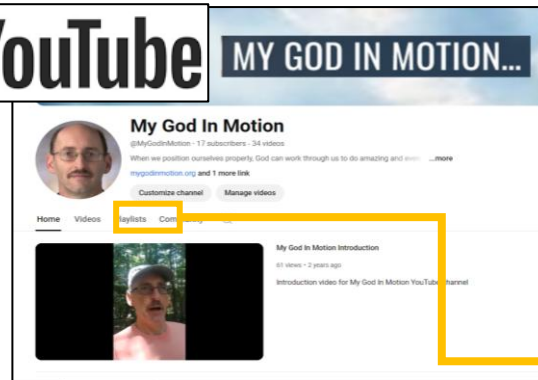 YouTube
MY GOD IN MOTION...
My God In Motion
@MyGodInMotion • 17 subscribers • 34 videos
When we position ourselves properly, God can work through us to do amazing and even ...more
mygodinmotion.org and 1 more link
Customize channel Manage videos
Home Videos Playlists
My God In Motion Introduction
61 views • 2 years ago
Introduction video for My God In Motion YouTube channel